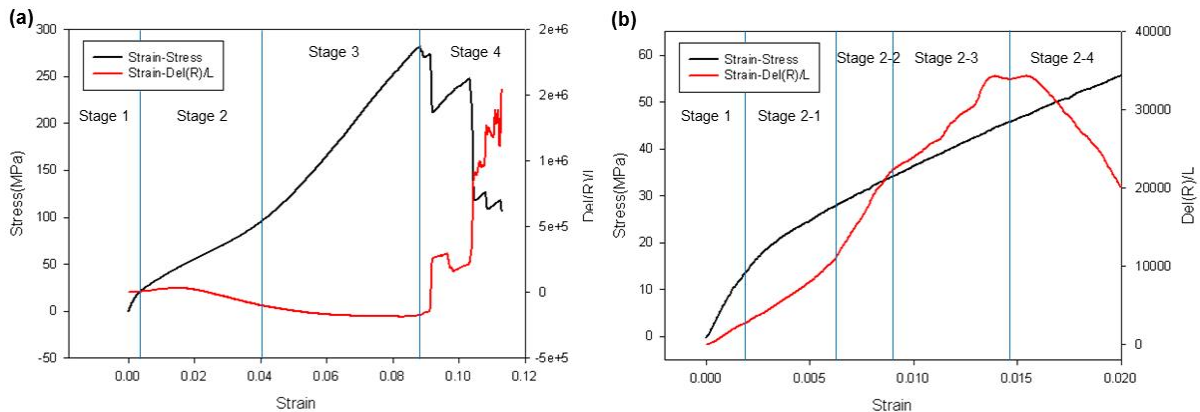 (a)
300
250
200
150
100
50
0
-50
Stress(MPa)
Strain-Stress
Strain-Del(R)/L
Stage 1
Stage 2
Stage 3
Stage 4
2e+6
2e+6
1e+6
5e+5
0
-5e+5
Del(R)/L
0.00 0.02 0.04 0.06 0.08 0.10 0.12
Strain
(b)
60
50
40
30
20
10
0
Stress(MPa)
Strain-Stress
Strain-Del(R)/L
Stage 1
Stage 2-1
Stage 2-2
Stage 2-3
Stage 2-4
40000
30000
20000
10000
0
Del(R)/L
0.000 0.005 0.010 0.015 0.020
Strain